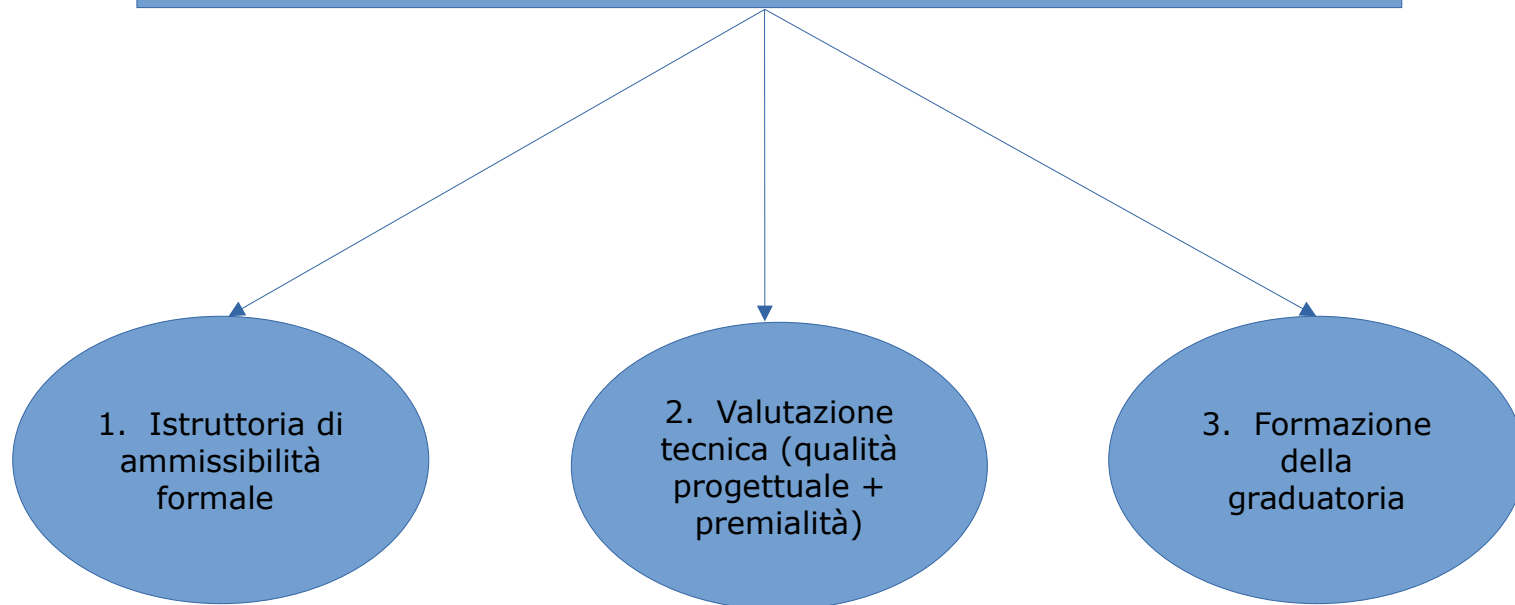 1. Istruttoria di
ammissibilità
formale
2. Valutazione
tecnica (qualità
progettuale +
premialità)
3. Formazione
della
graduatoria